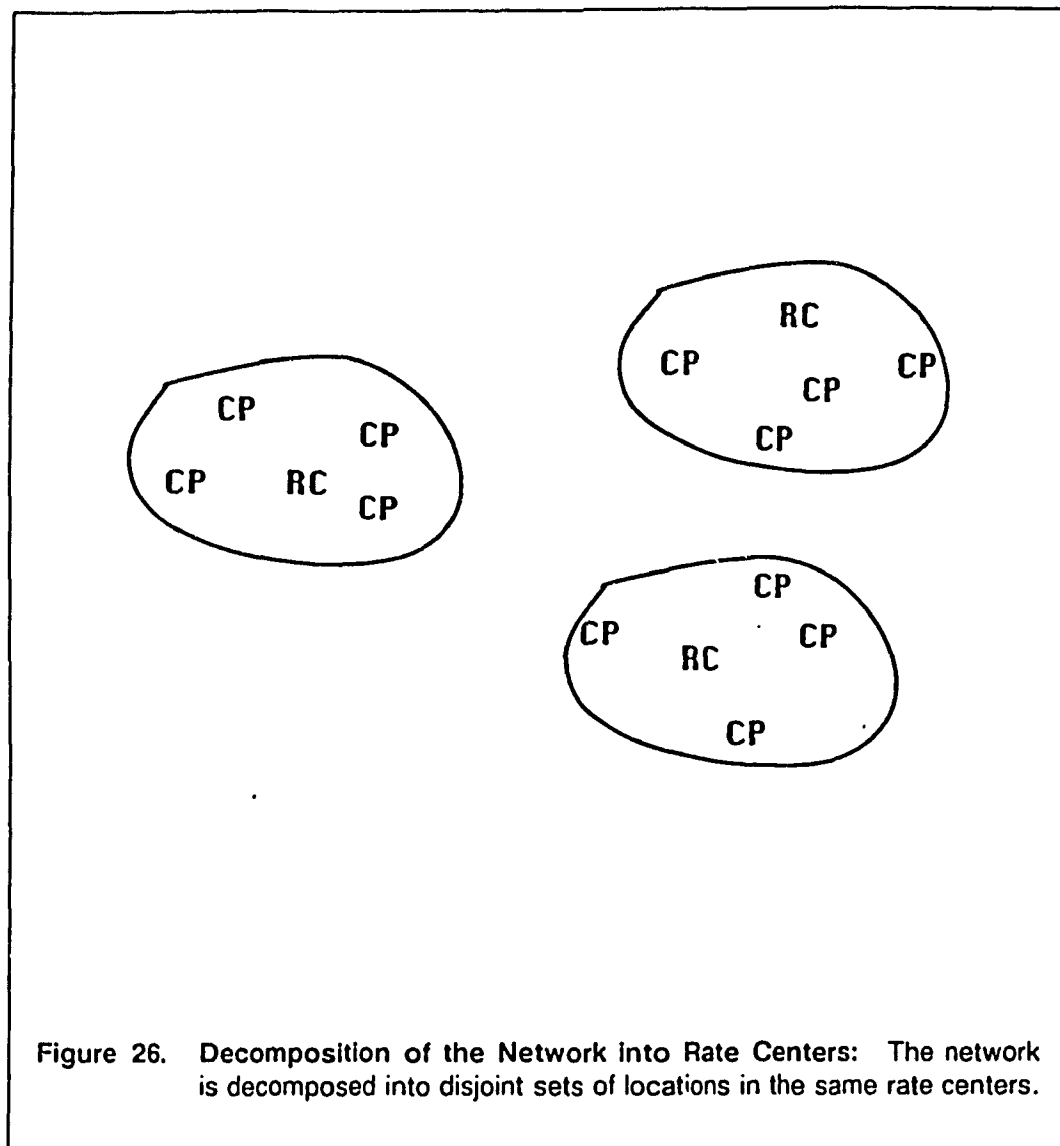 RC
CP
CP
CP
CP
CP
CP
CP
RC
CP
CP
CP
CP
RC
CP
Figure 26. Decomposition of the Network into Rate Centers: The network
is decomposed into disjoint sets of locations in the same rate centers.